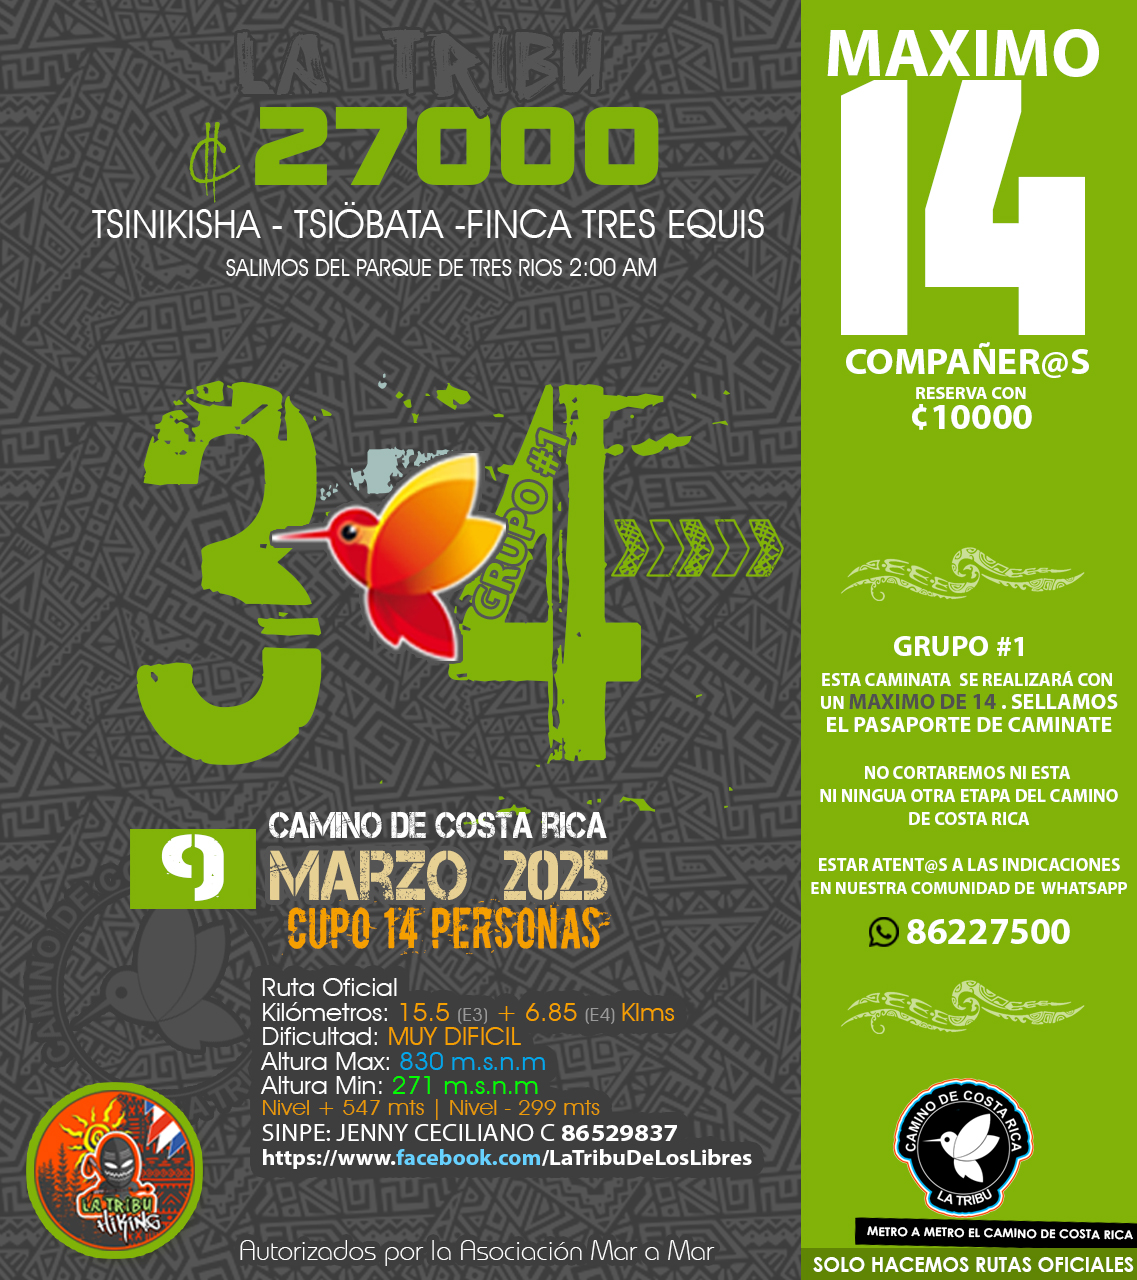 LA TRIBU
₡ 27000
TSINIKISHA - TSIÖBATA -FINCA TRES EQUIS
SALIMOS DEL PARQUE DE TRES RIOS 2:00 AM
3 4
GRUPO #1
CAMINO DE COSTA RICA
9 MARZO 2025
CUPO 14 PERSONAS
Ruta Oficial
Kilómetros: 15.5 (E3) + 6.85 (E4) Klms
Dificultad: MUY DIFICIL
Altura Max: 830 m.s.n.m
Altura Min: 271 m.s.n.m
Nivel + 547 mts | Nivel - 299 mts
SINPE: JENNY CECILIANO C 86529837
https://www.facebook.com/LaTribuDeLosLibres
LA TRIBU
HIKING
Autorizados por la Asociación Mar a Mar
MAXIMO
14
COMPAÑER@S
RESERVA CON
¢10000
GRUPO #1
ESTA CAMINATA SE REALIZARÁ CON
UN MAXIMO DE 14 . SELLAMOS
EL PASAPORTE DE CAMINATE
NO CORTAREMOS NI ESTA
NI NINGUA OTRA ETAPA DEL CAMINO
DE COSTA RICA
ESTAR ATENT@S A LAS INDICACIONES
EN NUESTRA COMUNIDAD DE WHATSAPP
86227500
CAMINO DE COSTA RICA
LA TRIBU
METRO A METRO EL CAMINO DE COSTA RICA
SOLO HACEMOS RUTAS OFICIALES